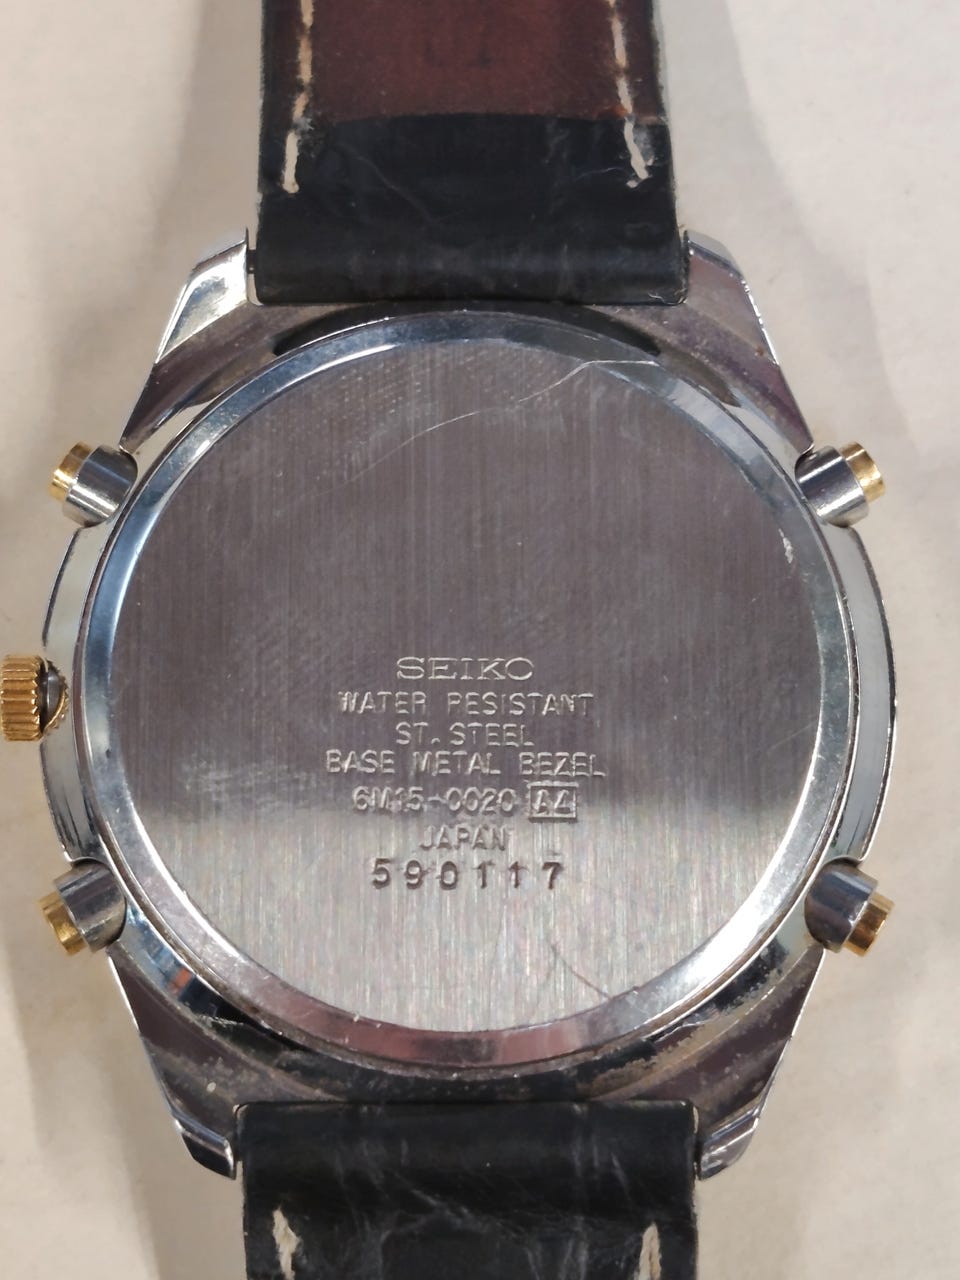 SEIKO
WATER RESISTANT
ST. STEEL
BASE METAL BEZEL
6M15-0020 A4
JAPAN
590117